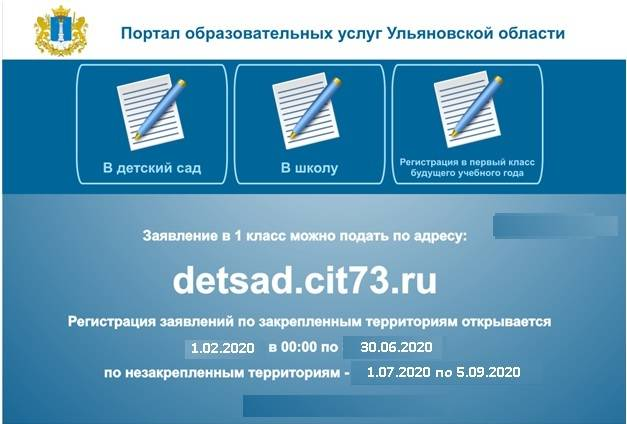 Портал образовательных услуг Ульяновской области
В детский сад
В школу
Регистрация в первый класс
будущего учебного года
Заявление в 1 класс можно подать по адресу:
detsad.cit73.ru
Регистрация заявлений по закрепленным территориям открывается
1.02.2020 в 00:00 по 30.06.2020
по незакрепленным территориям - 1.07.2020 по 5.09.2020